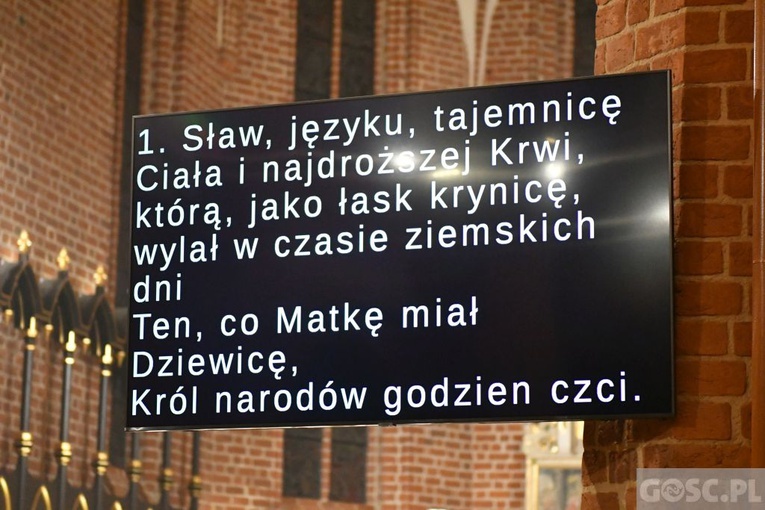 1. Sław, języku, tajemnicę
Ciała i najdroższej Krwi,
którą, jako łask krynicę,
wylał w czasie ziemskich
dni
Ten, co Matkę miał
Dziewicę,
Król narodów godzien czci.
GOSC.PL